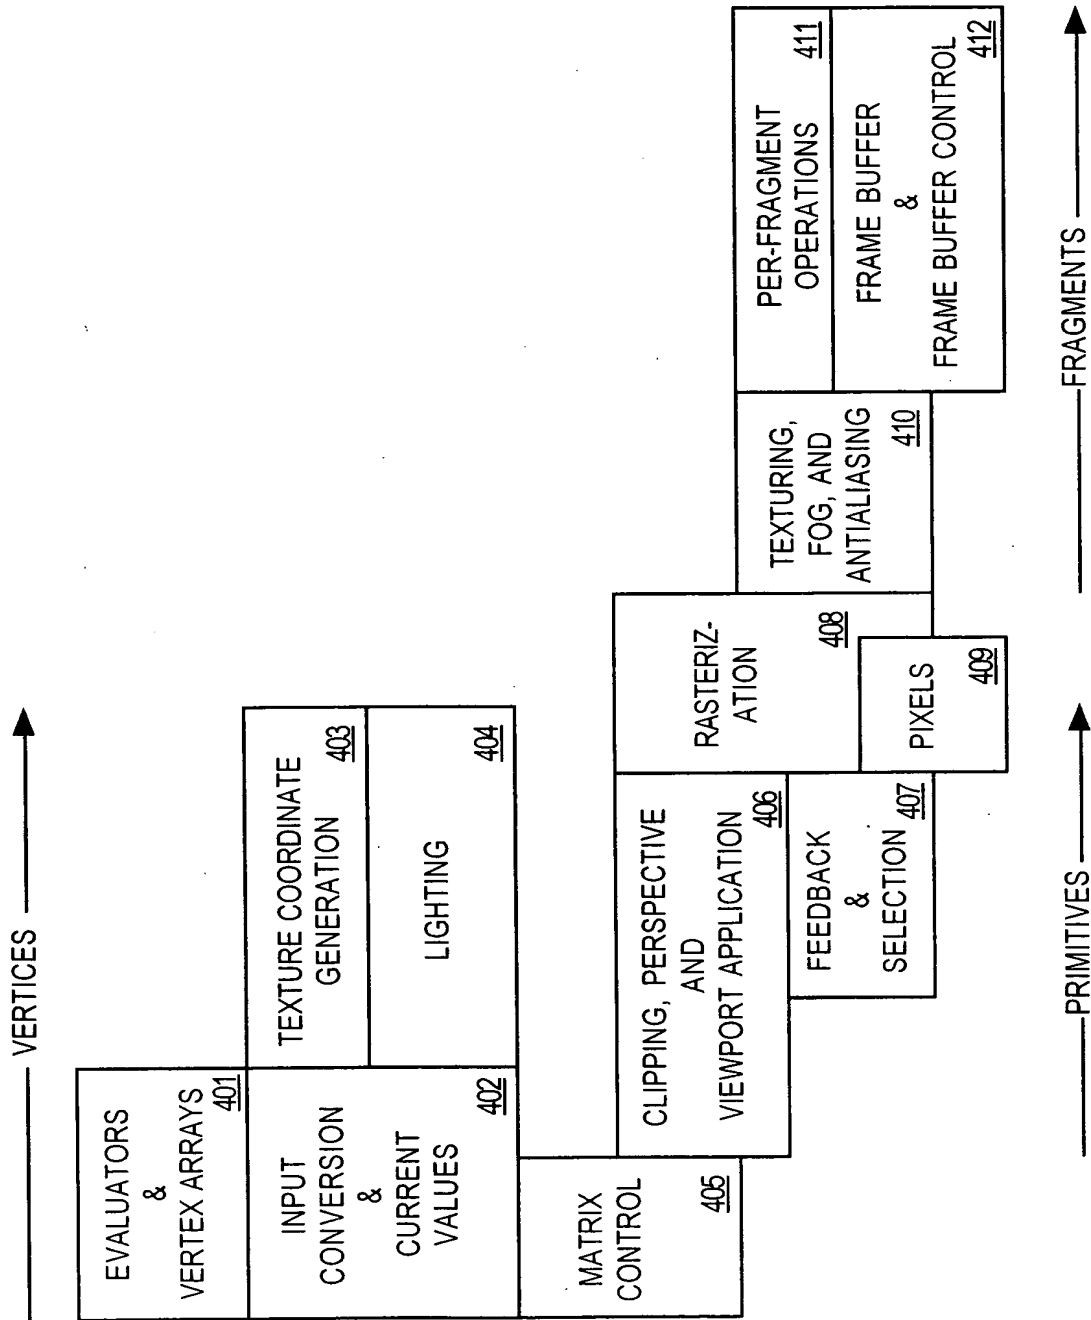 VERTICES
EVALUATORS
&
VERTEX ARRAYS
401
INPUT
CONVERSION
&
CURRENT
VALUES
402
TEXTURE COORDINATE
GENERATION
403
LIGHTING
404
MATRIX
CONTROL
405
CLIPPING, PERSPECTIVE
AND
VIEWPORT APPLICATION
406
FEEDBACK
&
SELECTION
407
RASTERIZ-
ATION
408
PIXELS
409
TEXTURING,
FOG, AND
ANTIALIASING
410
PER-FRAGMENT
OPERATIONS
411
FRAME BUFFER
&
FRAME BUFFER CONTROL
412
PRIMITIVES
FRAGMENTS